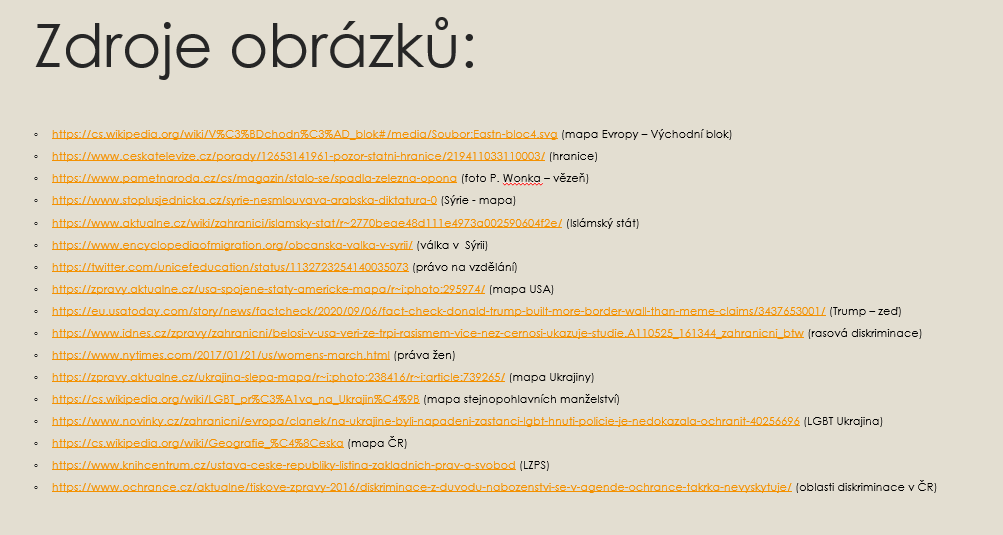 Zdroje obrázků:
https://cs.wikipedia.org/wiki/V%C3%BDchodn%C3%AD_blok#/media/Soubor:Eastn-bloc4.svg (mapa Evropy – Východní blok)
https://www.ceskatelevize.cz/porady/12653141961-pozor-statni-hranice/219411033110003/ (hranice)
https://www.pametnaroda.cz/cs/magazin/stalo-se/spadla-zelezna-opona (foto P. Wonka – vězeň)
https://www.stoplusjednicka.cz/syrie-nesmlouvava-arabska-diktatura-0 (Sýrie - mapa)
https://www.aktualne.cz/wiki/zahranici/islamsky-stat/r~2770beae48d111e4973a002590604f2e/ (Islámský stát)
https://www.encyclopediaofmigration.org/obcanska-valka-v-syrii/ (válka v  Sýrii)
https://twitter.com/unicefeducation/status/1132723254140035073 (právo na vzdělání)
https://zpravy.aktualne.cz/usa-spojene-staty-americke-mapa/r~i:photo:295974/ (mapa USA)
https://eu.usatoday.com/story/news/factcheck/2020/09/06/fact-check-donald-trump-built-more-border-wall-than-meme-claims/3437653001/ (Trump – zeď)
https://www.idnes.cz/zpravy/zahranicni/belosi-v-usa-veri-ze-trpi-rasismem-vice-nez-cernosi-ukazuje-studie.A110525_161344_zahranicni_btw (rasová diskriminace)
https://www.nytimes.com/2017/01/21/us/womens-march.html (práva žen)
https://zpravy.aktualne.cz/ukrajina-slepa-mapa/r~i:photo:238416/r~i:article:739265/ (mapa Ukrajiny)
https://cs.wikipedia.org/wiki/LGBT_pr%C3%A1va_na_Ukrajin%C4%9B (mapa stejnopohlavních manželství)
https://www.novinky.cz/zahranicni/evropa/clanek/na-ukrajine-byli-napadeni-zastanci-lgbt-hnuti-policie-je-nedokazala-ochranit-40256696 (LGBT Ukrajina)
https://cs.wikipedia.org/wiki/Geografie_%C4%8Ceska (mapa ČR)
https://www.knihcentrum.cz/ustava-ceske-republiky-listina-zakladnich-prav-a-svobod (LZPS)
https://www.ochrance.cz/aktualne/tiskove-zpravy-2016/diskriminace-z-duvodu-nabozenstvi-se-v-agende-ochrance-takrka-nevyskytuje/ (oblasti diskriminace v ČR)